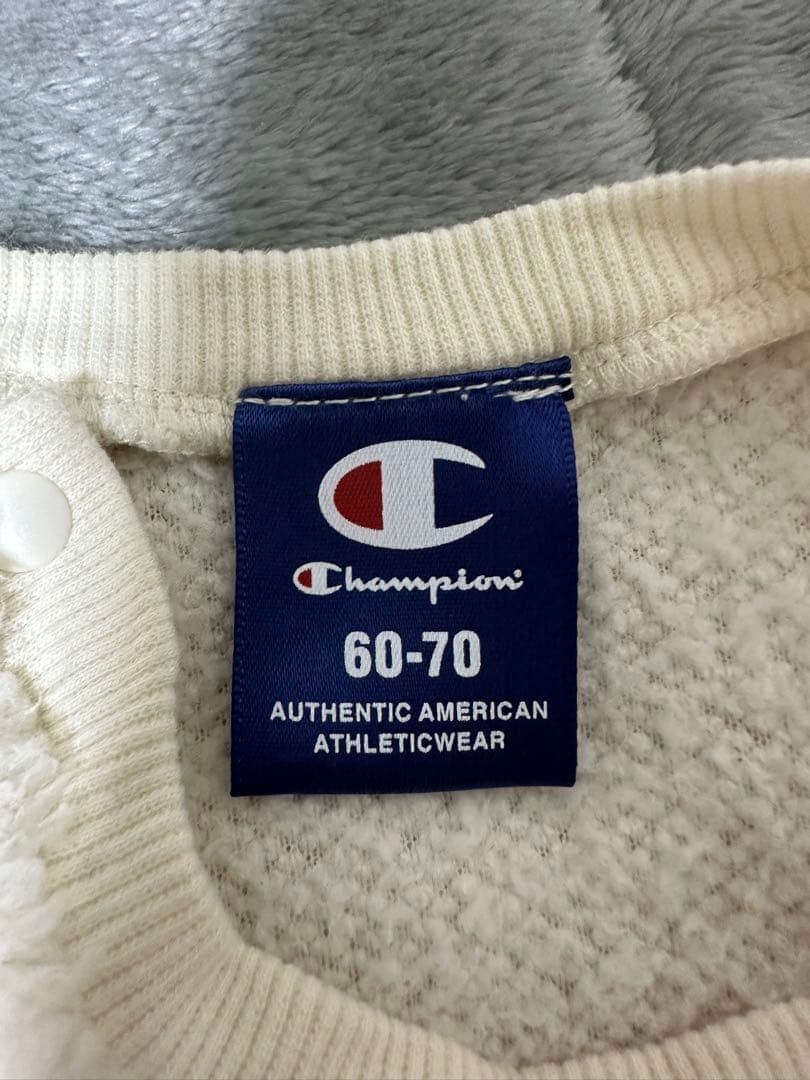 Champion
60-70
AUTHENTIC AMERICAN
ATHLETICWEAR